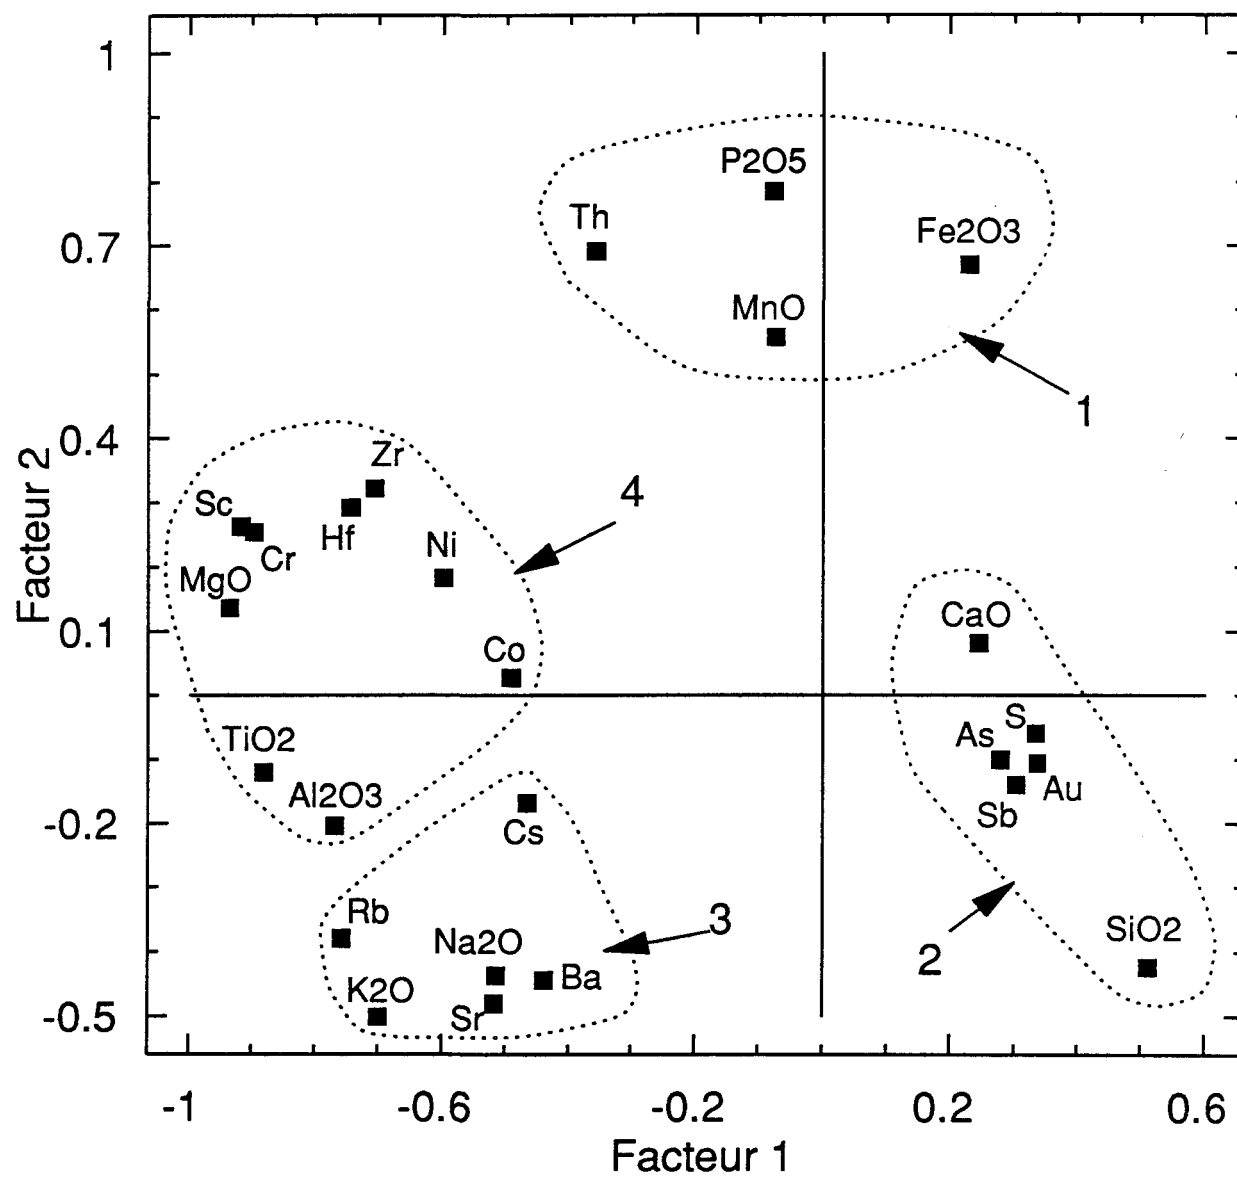 1
P2O5
Th
Fe2O3
0.7
MnO
1
0.4
Zr
4
Sc
Hf
Cr
Ni
MgO
CaO
0.1
Co
S
TiO2
As
Al2O3
Au
Sb
-0.2
Cs
Rb
3
SiO2
Na2O
2
K2O
Ba
Sr
-0.5
Facteur 2
-1
-0.6
-0.2
0.2
0.6
Facteur 1